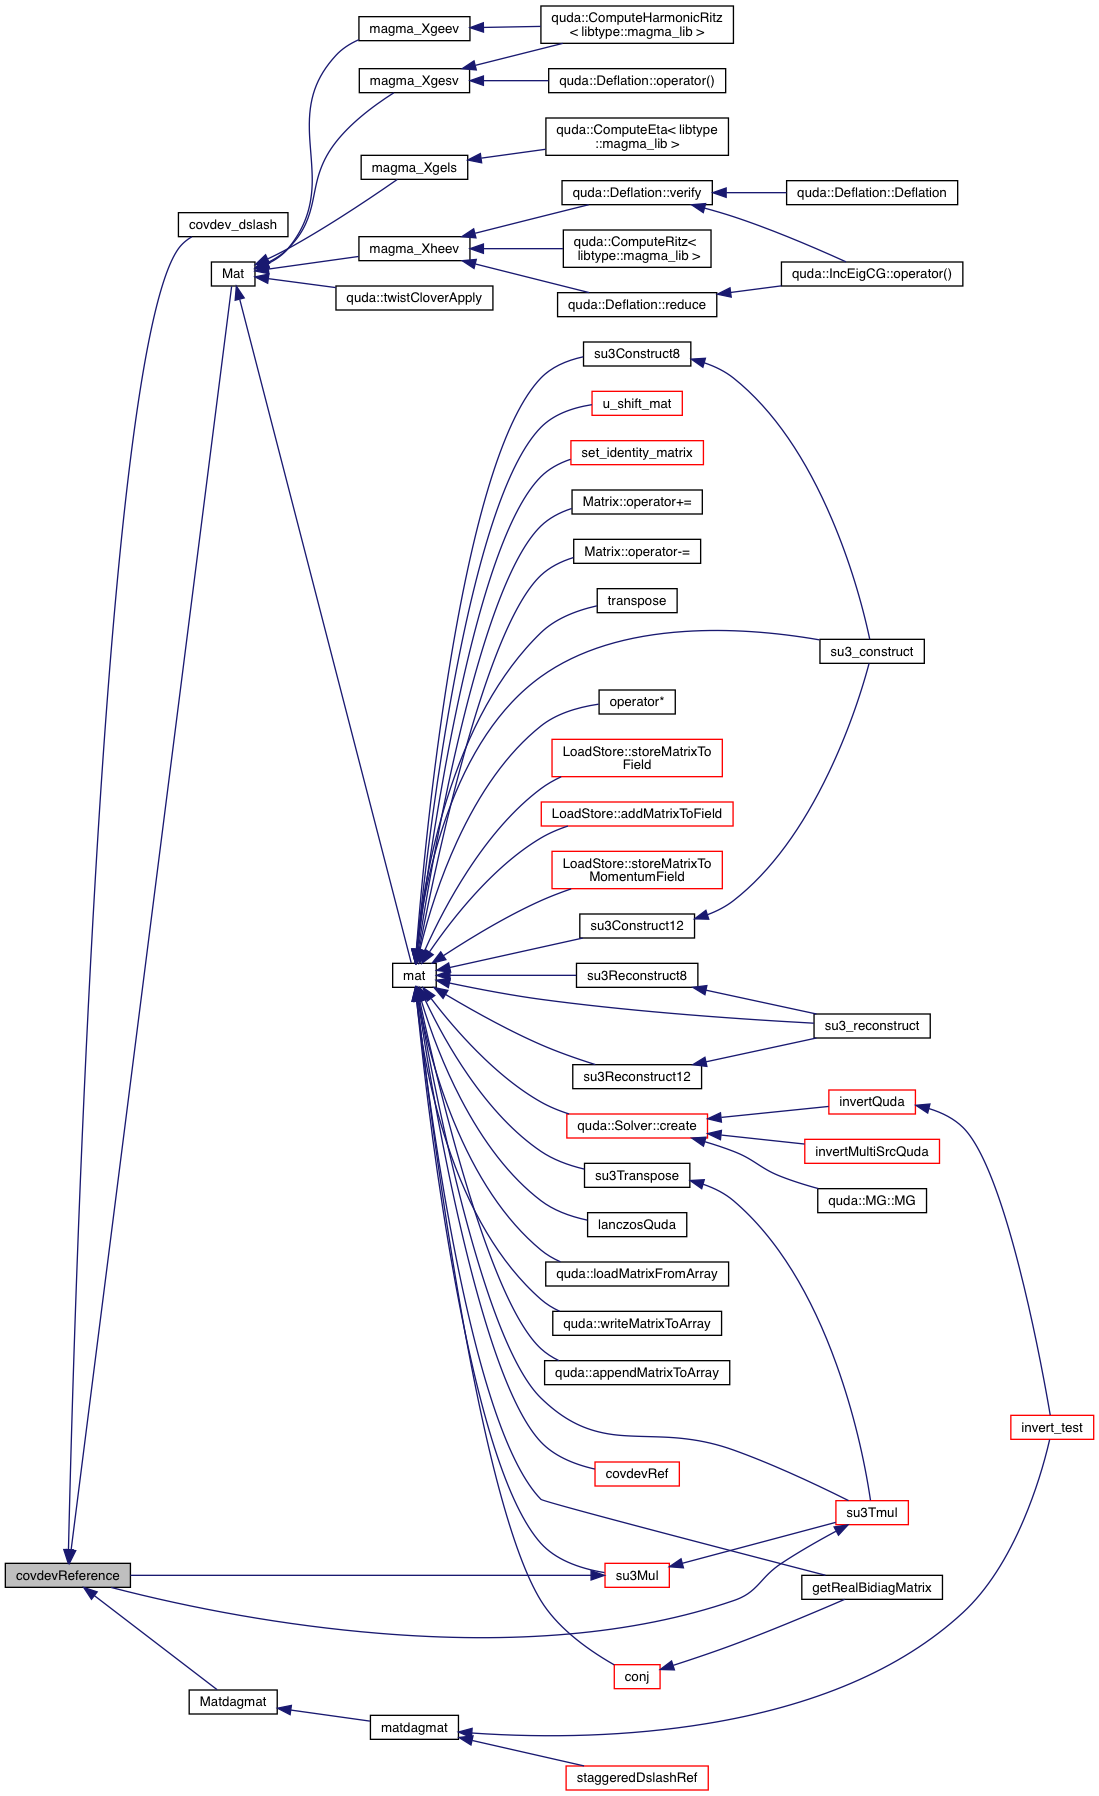 magma_Xgeev
quda::ComputeHarmonicRitz
< libtype::magma_lib >
magma_Xgesv
quda::Deflation::operator()
quda::ComputeEta< libtype
::magma_lib >
magma_Xgels
quda::Deflation::verify
quda::Deflation::Deflation
covdev_dslash
magma_Xheev
quda::ComputeRitz<
libtype::magma_lib >
Mat
quda::IncEigCG::operator()
quda::twistCloverApply
quda::Deflation::reduce
su3Construct8
u_shift_mat
set_identity_matrix
Matrix::operator+=
Matrix::operator-=
transpose
su3_construct
operator*
LoadStore::storeMatrixTo
Field
LoadStore::addMatrixToField
LoadStore::storeMatrixTo
MomentumField
su3Construct12
mat
su3Reconstruct8
su3_reconstruct
su3Reconstruct12
invertQuda
quda::Solver::create
invertMultiSrcQuda
su3Transpose
quda::MG::MG
lanczosQuda
quda::loadMatrixFromArray
quda::writeMatrixToArray
quda::appendMatrixToArray
invert_test
covdevRef
su3Tmul
covdevReference
su3Mul
getRealBidiagMatrix
conj
Matdagmat
matdagmat
staggeredDslashRef